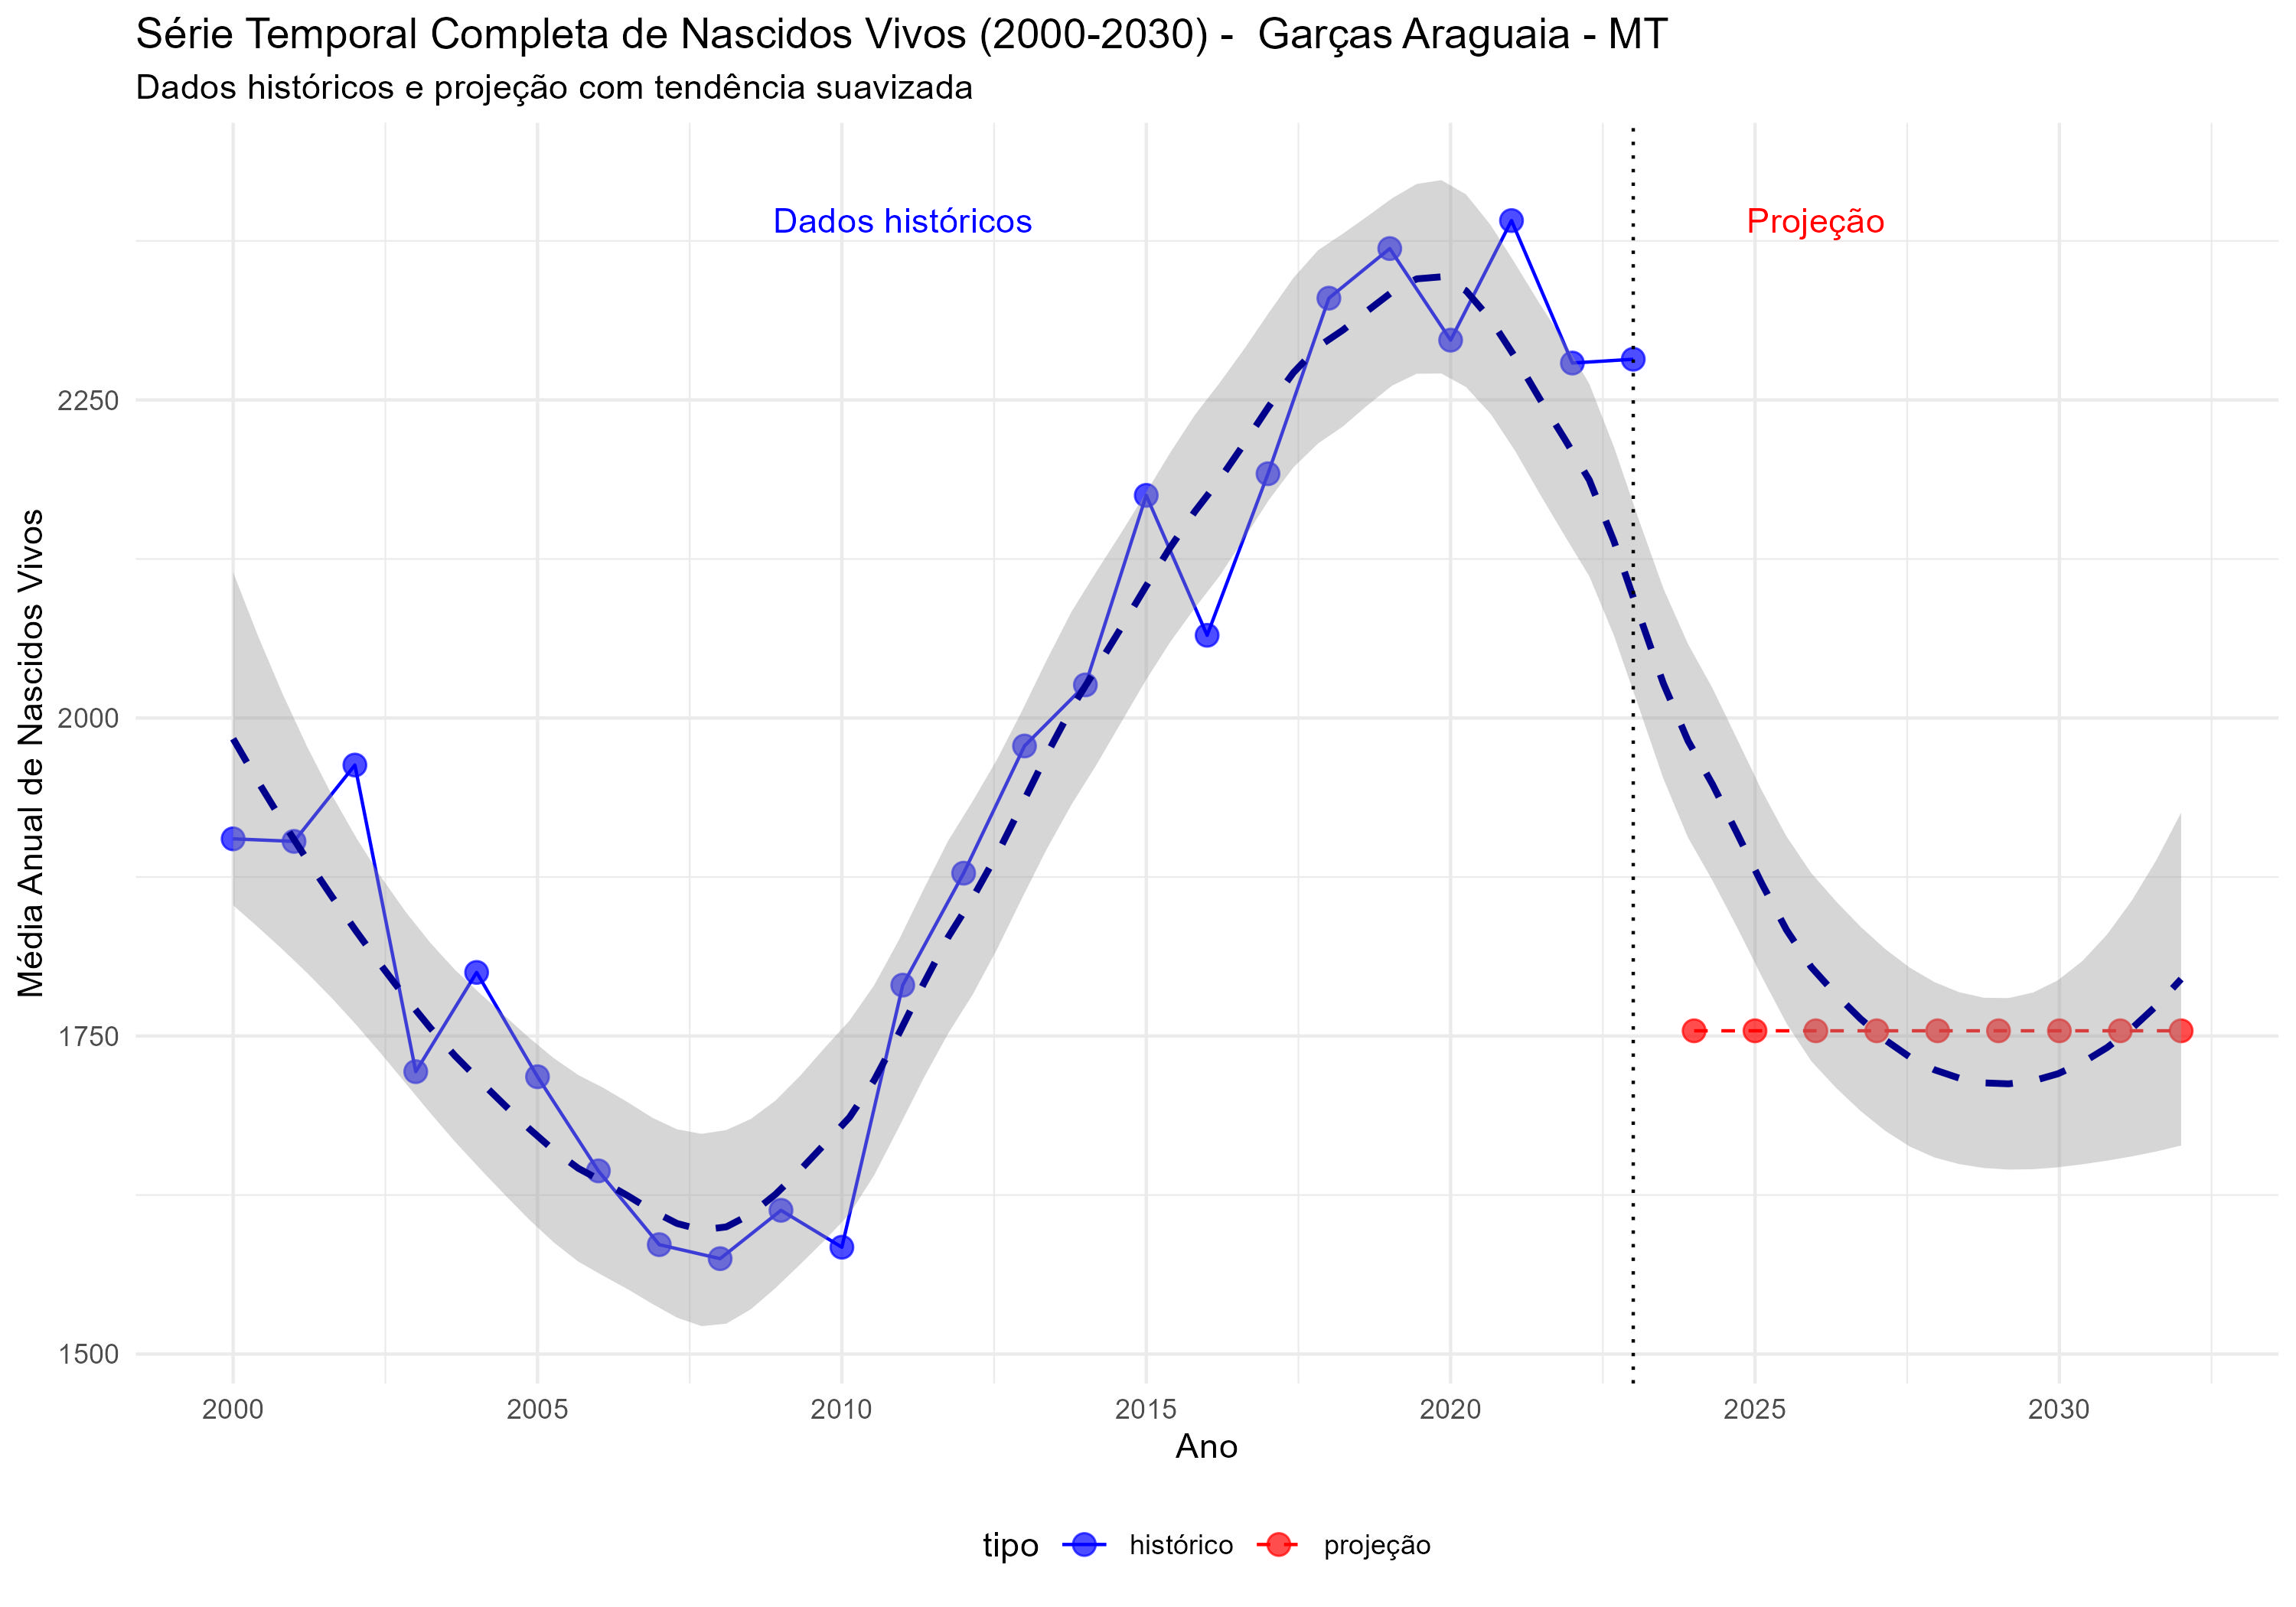 Série Temporal Completa de Nascidos Vivos (2000-2030) -  Garças Araguaia - MT
Dados históricos e projeção com tendência suavizada
Dados históricos
Projeção
Média Anual de Nascidos Vivos
2250
2000
1750
1500
2000
2005
2010
2015
2020
2025
2030
Ano
tipo
histórico
projeção